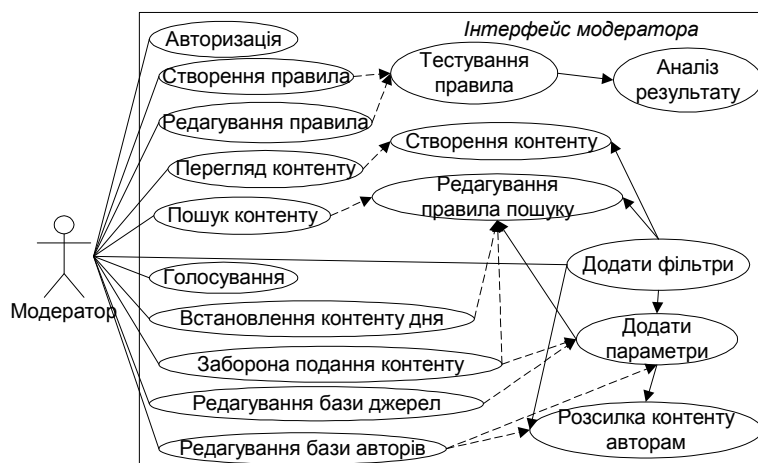 Інтерфейс модератора
Авторизація
Створення правила
Тестування
правила
Аналіз
результату
Редагування правила
Створення контенту
Перегляд контенту
Редагування
правила пошуку
Пошук контенту
Додати фільтри
Голосування
Модератор
Встановлення контенту дня
Додати
параметри
Заборона подання контенту
Редагування бази джерел
Розсилка контенту
авторам
Редагування бази авторів